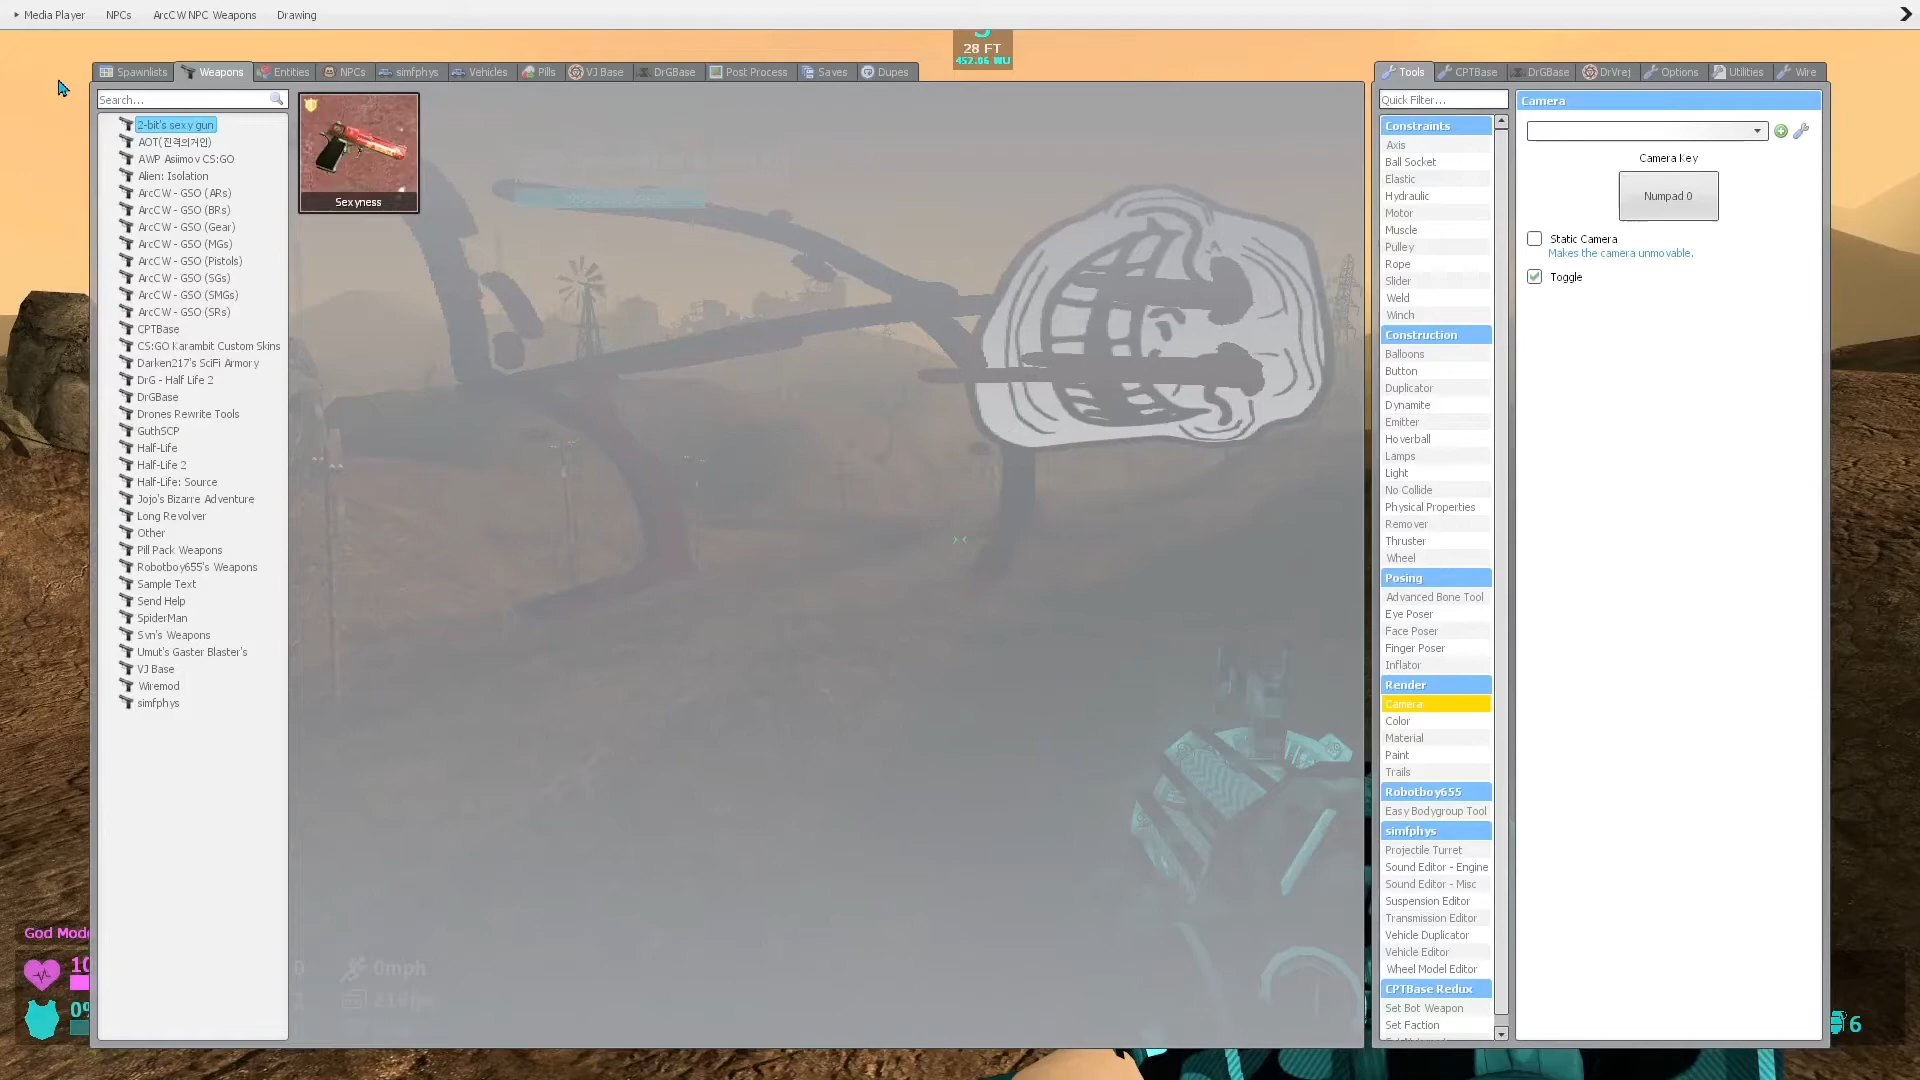 Media Player
NPCs
ArcCW NPC Weapons
Drawing
28 FT
452.06 WU
Spawnlists
Weapons
Entities
NPCs
simfphys
Vehicles
Pills
VJ Base
DrGBase
Post Process
Saves
Dupes
Search...
2-bit's sexy gun
AOT(진격의거인)
AWP Asiimov CS:GO
Alien: Isolation
ArcCW - GSO (ARs)
ArcCW - GSO (BRs)
ArcCW - GSO (Gear)
ArcCW - GSO (MGs)
ArcCW - GSO (Pistols)
ArcCW - GSO (SGs)
ArcCW - GSO (SMGs)
ArcCW - GSO (SRs)
CPTBase
CS:GO Karambit Custom Skins
Darken217's SciFi Armory
DrG - Half Life 2
DrGBase
Drones Rewrite Tools
GuthSCP
Half-Life
Half-Life 2
Half-Life: Source
Jojo's Bizarre Adventure
Long Revolver
Other
Pill Pack Weapons
Robotboy655's Weapons
Sample Text
Send Help
SpiderMan
Svn's Weapons
Umut's Gaster Blaster's
VJ Base
Wiremod
simfphys
Sexyness
God Mode
10
0%
0mph
Tools
CPTBase
DrGBase
DrVrej
Options
Utilities
Wire
Quick Filter...
Constraints
Axis
Ball Socket
Elastic
Hydraulic
Motor
Muscle
Pulley
Rope
Slider
Weld
Winch
Construction
Balloons
Button
Duplicator
Dynamite
Emitter
Hoverball
Lamps
Light
No Collide
Physical Properties
Remover
Thruster
Wheel
Posing
Advanced Bone Tool
Eye Poser
Face Poser
Finger Poser
Inflator
Render
Camera
Color
Material
Paint
Trails
Robotboy655
Easy Bodygroup Tool
simfphys
Projectile Turret
Sound Editor - Engine
Sound Editor - Misc
Suspension Editor
Transmission Editor
Vehicle Duplicator
Vehicle Editor
Wheel Model Editor
CPTBase Redux
Set Bot Weapon
Set Faction
Camera
Camera Key
Numpad 0
Static Camera
Makes the camera unmovable.
Toggle
6